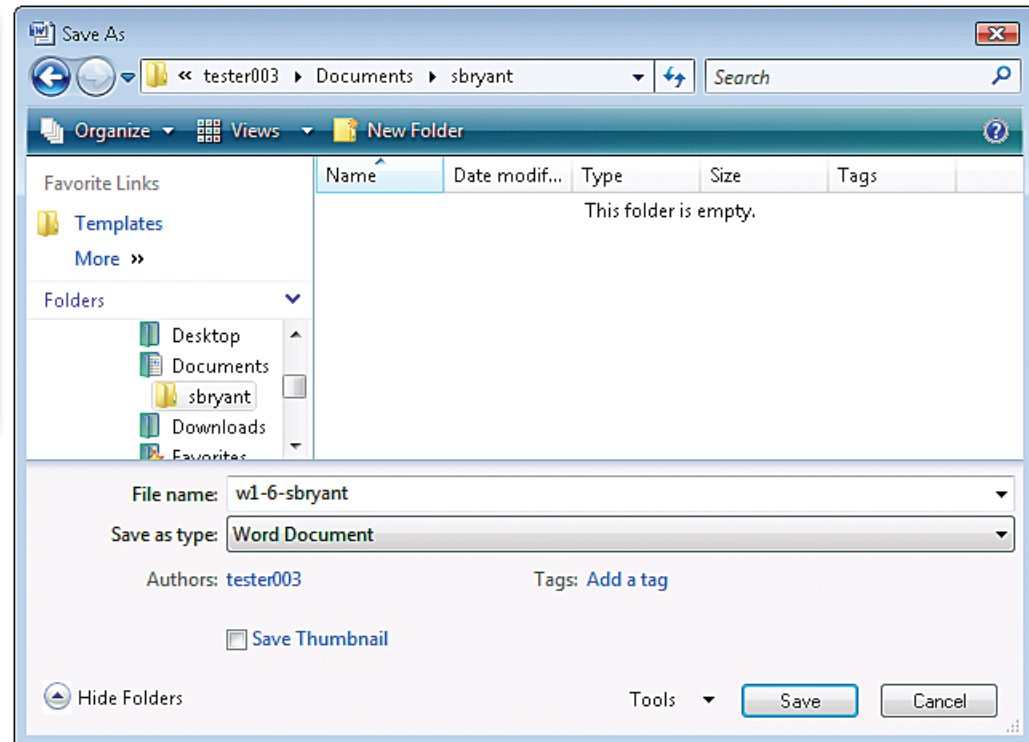 Save As
« tester003 ▸ Documents ▸ sbryant Search
Organize Views New Folder
Favorite Links
Templates
More »
Folders
Desktop
Documents
sbryant
Downloads
Favorites
Name Date modif... Type Size Tags
This folder is empty.
File name: w1-6-sbryant
Save as type: Word Document
Authors: tester003 Tags: Add a tag
Save Thumbnail
Hide Folders Tools Save Cancel